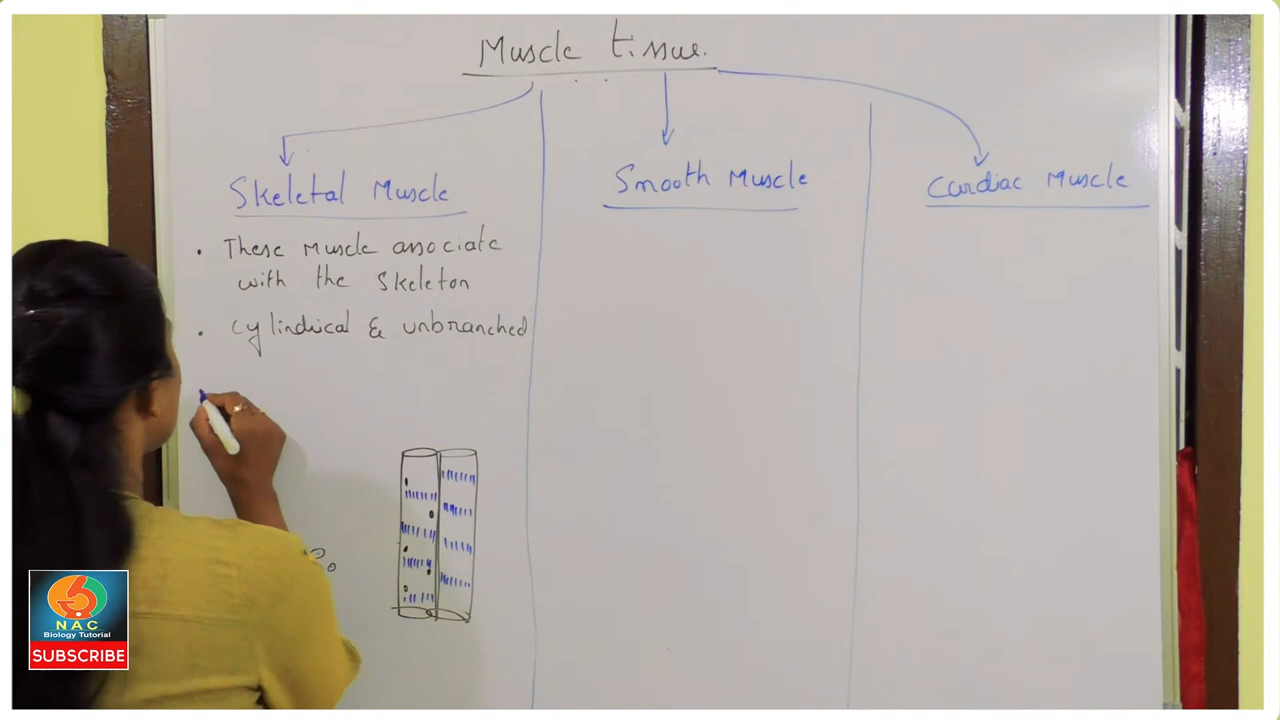 Muscle tissue.
Skeletal Muscle
Smooth Muscle
Cardiac Muscle
• These Muscle associate
with the Skeleton
• Cylindrical & unbranched
NAC
Biology Tutorial
SUBSCRIBE